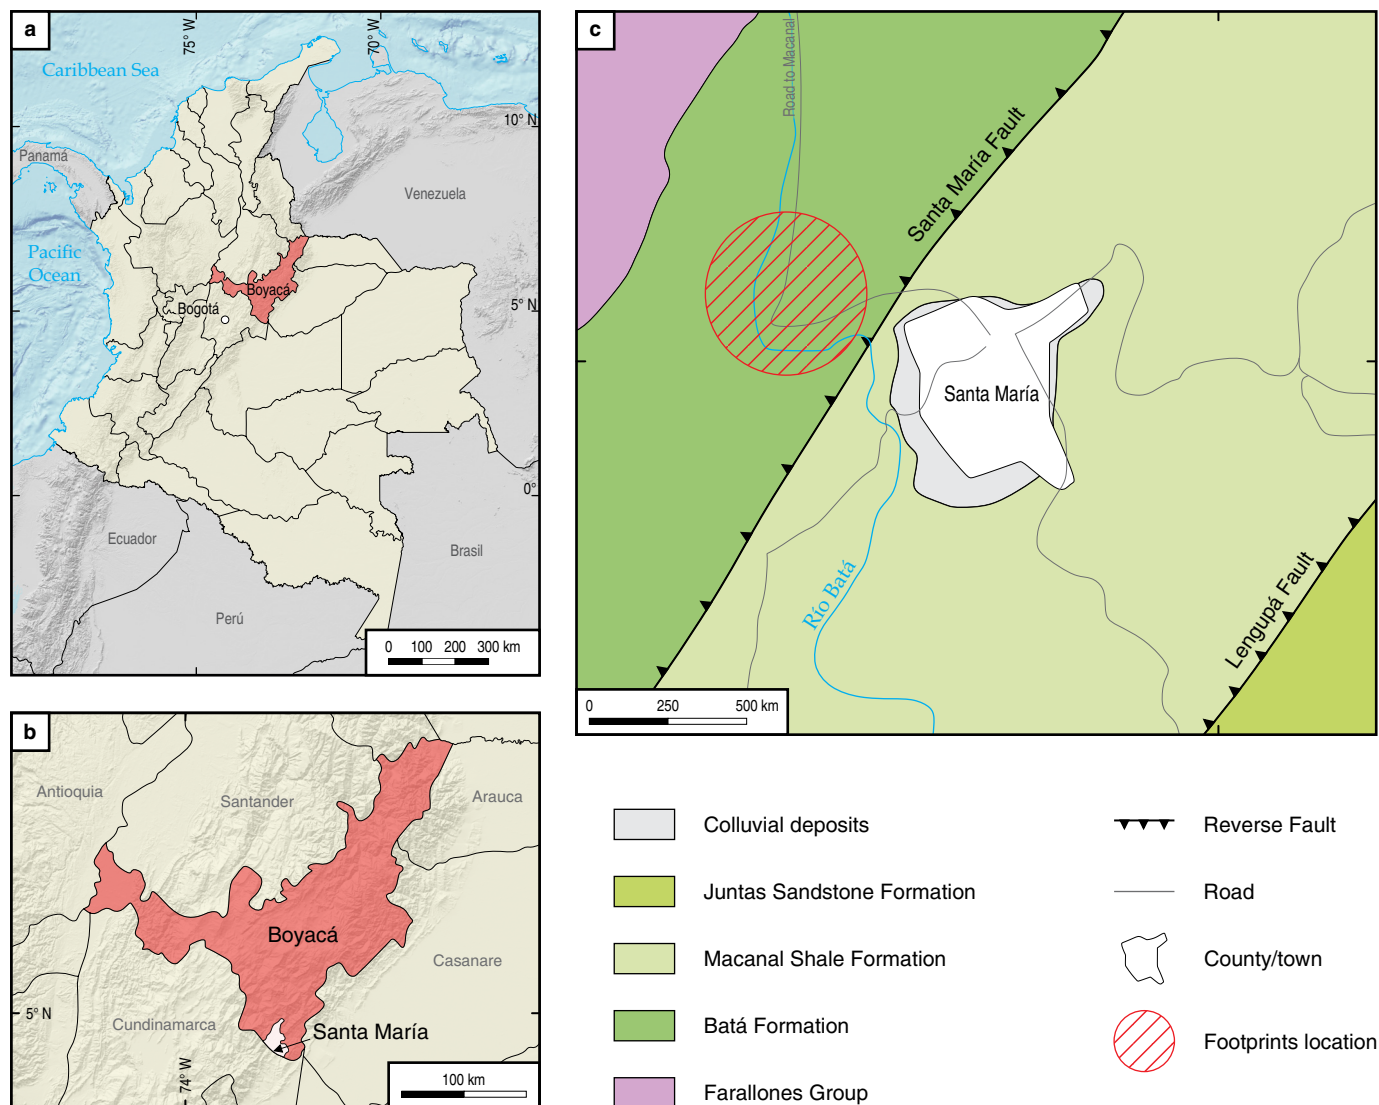 a
75° W
70° W
Caribbean Sea
10° N
Panamá
Venezuela
Pacific
Ocean
Boyacá
Bogotá
5° N
0°
Ecuador
Brasil
Perú
0 100 200 300 km
b
Antioquia
Santander
Arauca
Boyacá
Casanare
5° N
Cundinamarca
Santa María
74° W
100 km
c
Road to Macanal
Santa María Fault
Santa María
Río Batá
Lengupá Fault
0 250 500 km
Colluvial deposits
Juntas Sandstone Formation
Macanal Shale Formation
Batá Formation
Farallones Group
Reverse Fault
Road
County/town
Footprints location